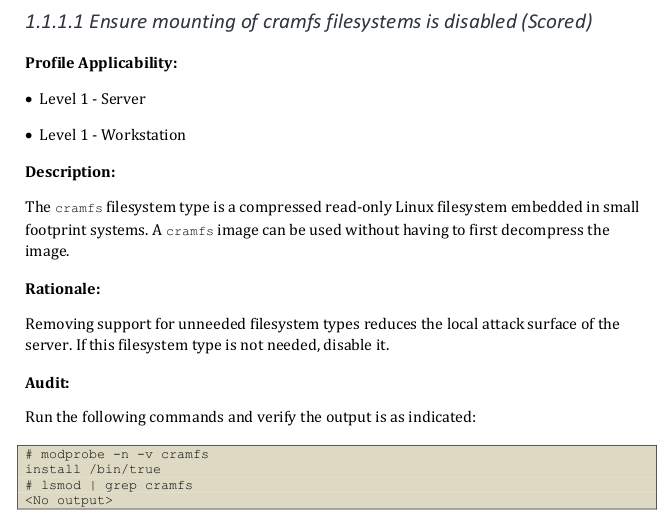 1.1.1.1 Ensure mounting of cramfs filesystems is disabled (Scored)
Profile Applicability:
• Level 1 - Server
• Level 1 - Workstation
Description:
The cramfs filesystem type is a compressed read-only Linux filesystem embedded in small
footprint systems. A cramfs image can be used without having to first decompress the
image.
Rationale:
Removing support for unneeded filesystem types reduces the local attack surface of the
server. If this filesystem type is not needed, disable it.
Audit:
Run the following commands and verify the output is as indicated:
# modprobe -n -v cramfs
install /bin/true
# lsmod | grep cramfs
<No output>